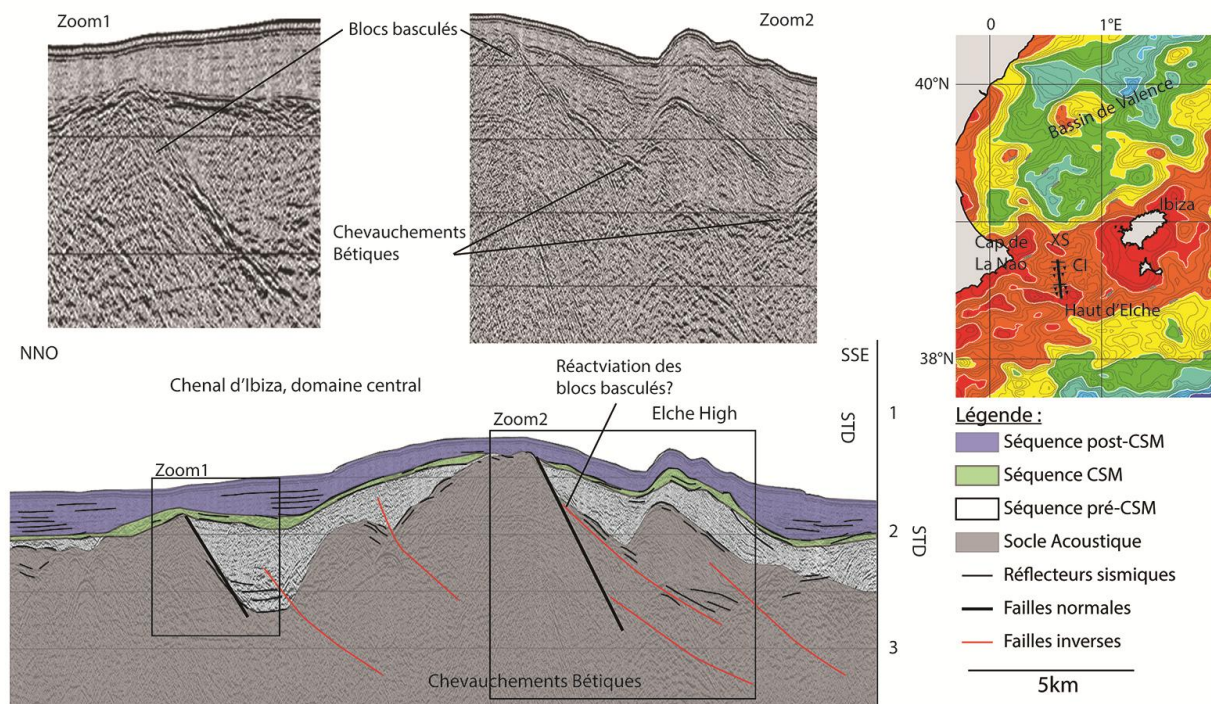 Zoom1
Blocs basculés
Zoom2
Chevauchements
Bétiques
0
1°E
40°N
Bassin de Valence
Ibiza
Cap de
La Nao
XS
CI
Haut d'Elche
38°N
NNO
SSE
Chenal d'Ibiza, domaine central
Réactviation des
blocs basculés?
Elche High
Zoom1
Zoom2
Chevauchements Bétiques
STD
1
2
STD
3
Légende :
Séquence post-CSM
Séquence CSM
Séquence pré-CSM
Socle Acoustique
Réflecteurs sismiques
Failles normales
Failles inverses
5km